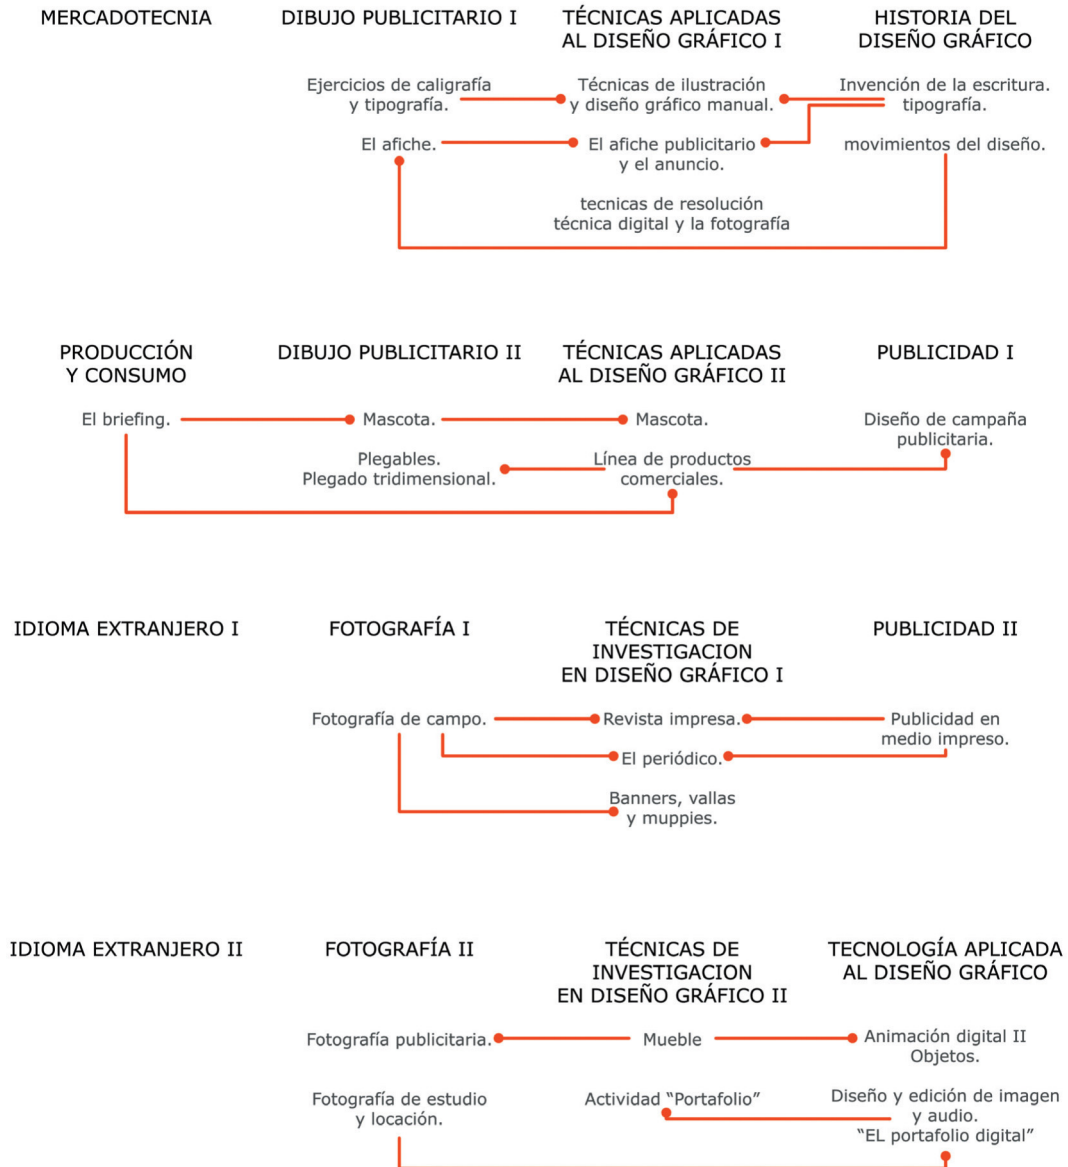 MERCADOTECNIA
DIBUJO PUBLICITARIO I
TÉCNICAS APLICADAS
AL DISEÑO GRÁFICO I
HISTORIA DEL
DISEÑO GRÁFICO
Ejercicios de caligrafía
y tipografía.
Técnicas de ilustración
y diseño gráfico manual.
Invención de la escritura.
tipografía.
El afiche.
El afiche publicitario
y el anuncio.
movimientos del diseño.
tecnicas de resolución
técnica digital y la fotografía
PRODUCCIÓN
Y CONSUMO
DIBUJO PUBLICITARIO II
TÉCNICAS APLICADAS
AL DISEÑO GRÁFICO II
PUBLICIDAD I
El briefing.
Mascota.
Mascota.
Diseño de campaña
publicitaria.
Plegables.
Plegado tridimensional.
Línea de productos
comerciales.
IDIOMA EXTRANJERO I
FOTOGRAFÍA I
TÉCNICAS DE
INVESTIGACION
EN DISEÑO GRÁFICO I
PUBLICIDAD II
Fotografía de campo.
Revista impresa.
Publicidad en
medio impreso.
El periódico.
Banners, vallas
y muppies.
IDIOMA EXTRANJERO II
FOTOGRAFÍA II
TÉCNICAS DE
INVESTIGACION
EN DISEÑO GRÁFICO II
TECNOLOGÍA APLICADA
AL DISEÑO GRÁFICO
Fotografía publicitaria.
Mueble
Animación digital II
Objetos.
Fotografía de estudio
y locación.
Actividad “Portafolio”
Diseño y edición de imagen
y audio.
“EL portafolio digital”